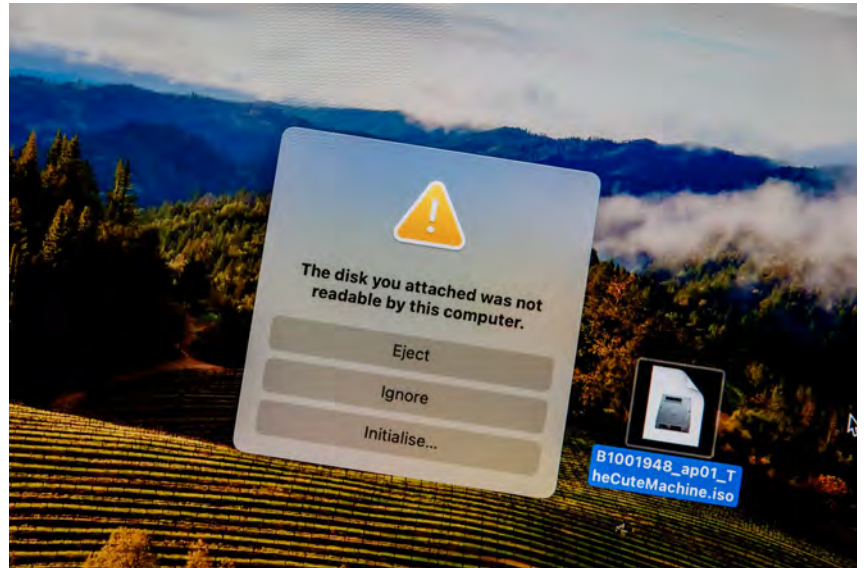 The disk you attached was not
readable by this computer.
Eject
Ignore
Initialise...
B1001948_ap01_T
heCuteMachine.iso